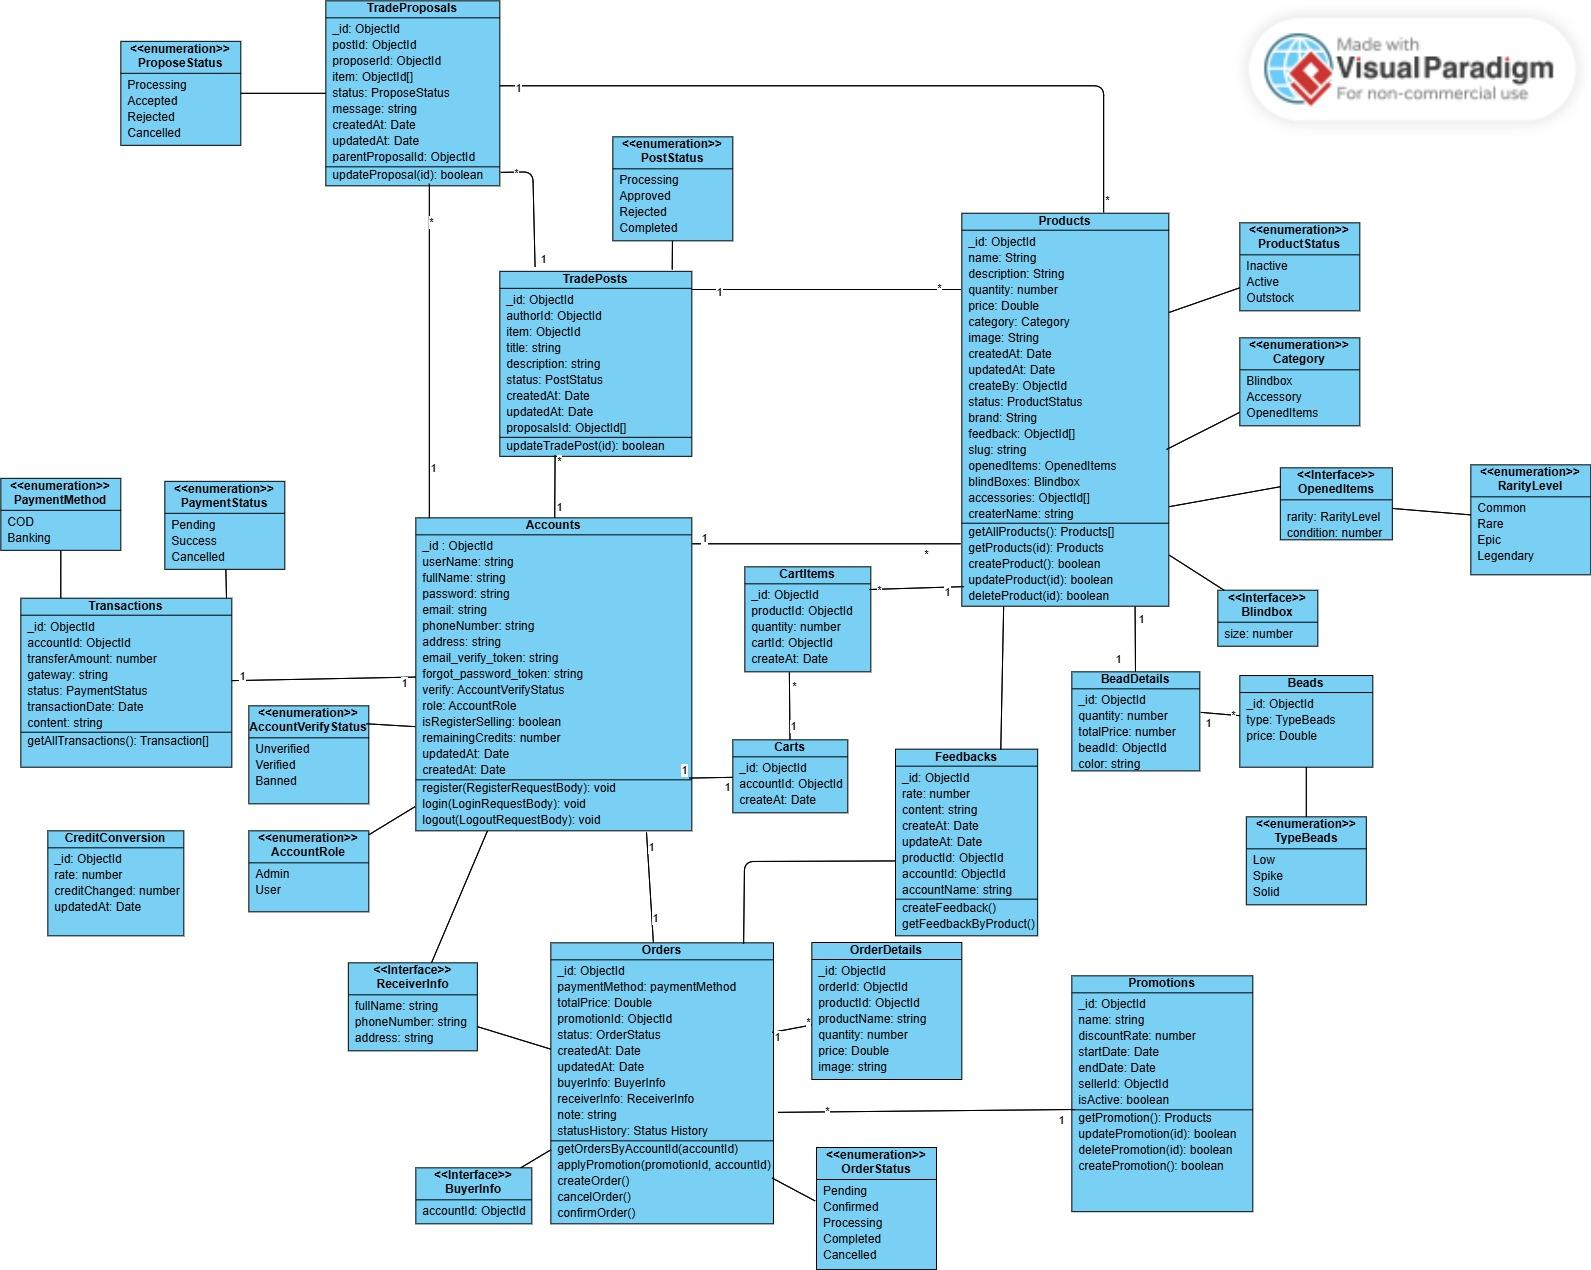 TradeProposals
_id: ObjectId
postId: ObjectId
proposerId: ObjectId
item: ObjectId[]
status: ProposeStatus
message: string
createdAt: Date
updatedAt: Date
parentProposalId: ObjectId
updateProposal(id): boolean
<<enumeration>>
ProposeStatus
Processing
Accepted
Rejected
Cancelled
Made with
Visual Paradigm
For non-commercial use
1
*
*
1
*
1
<<enumeration>>
PostStatus
Processing
Approved
Rejected
Completed
TradePosts
_id: ObjectId
authorId: ObjectId
item: ObjectId
title: string
description: string
status: PostStatus
createdAt: Date
updatedAt: Date
proposalsId: ObjectId[]
updateTradePost(id): boolean
1
*
*
1
Products
_id: ObjectId
name: String
description: String
quantity: number
price: Double
category: Category
image: String
createdAt: Date
updatedAt: Date
createBy: ObjectId
status: ProductStatus
brand: String
feedback: ObjectId[]
slug: string
openedItems: OpenedItems
blindBoxes: Blindbox
accessories: ObjectId[]
createrName: string
getAllProducts(): Products[]
getProducts(id): Products
createProduct(): boolean
updateProduct(id): boolean
deleteProduct(id): boolean
<<enumeration>>
ProductStatus
Inactive
Active
Outstock
<<enumeration>>
Category
Blindbox
Accessory
OpenedItems
<<Interface>>
OpenedItems
rarity: RarityLevel
condition: number
<<enumeration>>
RarityLevel
Common
Rare
Epic
Legendary
<<Interface>>
Blindbox
size: number
<<enumeration>>
PaymentMethod
COD
Banking
<<enumeration>>
PaymentStatus
Pending
Success
Cancelled
Transactions
_id: ObjectId
accountId: ObjectId
transferAmount: number
gateway: string
status: PaymentStatus
transactionDate: Date
content: string
getAllTransactions(): Transaction[]
1
1
Accounts
_id : ObjectId
userName: string
fullName: string
password: string
email: string
phoneNumber: string
address: string
email_verify_token: string
forgot_password_token: string
verify: AccountVerifyStatus
role: AccountRole
isRegisterSelling: boolean
remainingCredits: number
updatedAt: Date
createdAt: Date
register(RegisterRequestBody): void
login(LoginRequestBody): void
logout(LogoutRequestBody): void
1
*
CartItems
_id: ObjectId
productId: ObjectId
quantity: number
cartId: ObjectId
createAt: Date
*
1
*
1
Carts
_id: ObjectId
accountId: ObjectId
createAt: Date
1
1
<<enumeration>>
AccountVerifyStatus
Unverified
Verified
Banned
<<enumeration>>
AccountRole
Admin
User
CreditConversion
_id: ObjectId
rate: number
creditChanged: number
updatedAt: Date
1
1
BeadDetails
_id: ObjectId
quantity: number
totalPrice: number
beadId: ObjectId
color: string
1
*
Beads
_id: ObjectId
type: TypeBeads
price: Double
<<enumeration>>
TypeBeads
Low
Spike
Solid
Feedbacks
_id: ObjectId
rate: number
content: string
createAt: Date
updateAt: Date
productId: ObjectId
accountId: ObjectId
accountName: string
createFeedback()
getFeedbackByProduct()
1
1
<<Interface>>
ReceiverInfo
fullName: string
phoneNumber: string
address: string
Orders
_id: ObjectId
paymentMethod: paymentMethod
totalPrice: Double
promotionId: ObjectId
status: OrderStatus
createdAt: Date
updatedAt: Date
buyerInfo: BuyerInfo
receiverInfo: ReceiverInfo
note: string
statusHistory: Status History
getOrdersByAccountId(accountId)
applyPromotion(promotionId, accountId)
createOrder()
cancelOrder()
confirmOrder()
1
*
OrderDetails
_id: ObjectId
orderId: ObjectId
productId: ObjectId
productName: string
quantity: number
price: Double
image: string
*
1
Promotions
_id: ObjectId
name: string
discountRate: number
startDate: Date
endDate: Date
sellerId: ObjectId
isActive: boolean
getPromotion(): Products
updatePromotion(id): boolean
deletePromotion(id): boolean
createPromotion(): boolean
<<Interface>>
BuyerInfo
accountId: ObjectId
<<enumeration>>
OrderStatus
Pending
Confirmed
Processing
Completed
Cancelled